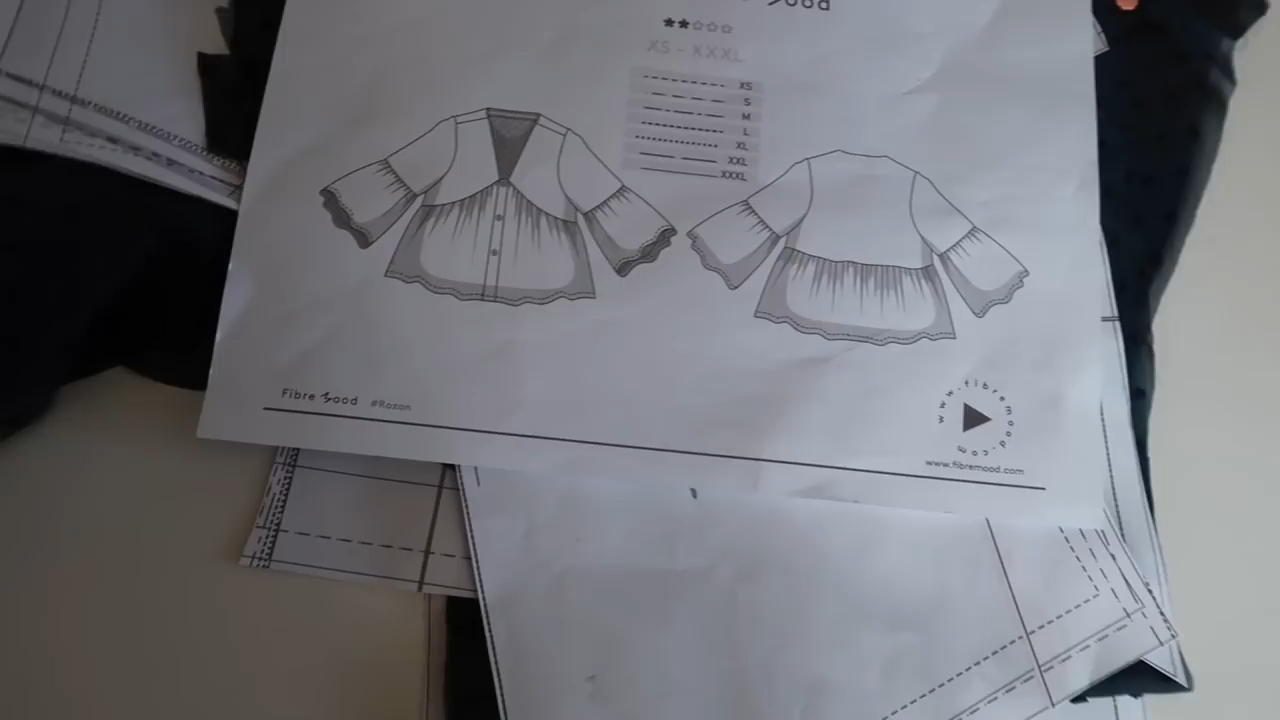 XS - XXXL
XS
S
M
L
XL
XXL
XXXL
Fibre Mood #Rozan
www.fibremood.com
www.fibremood.com